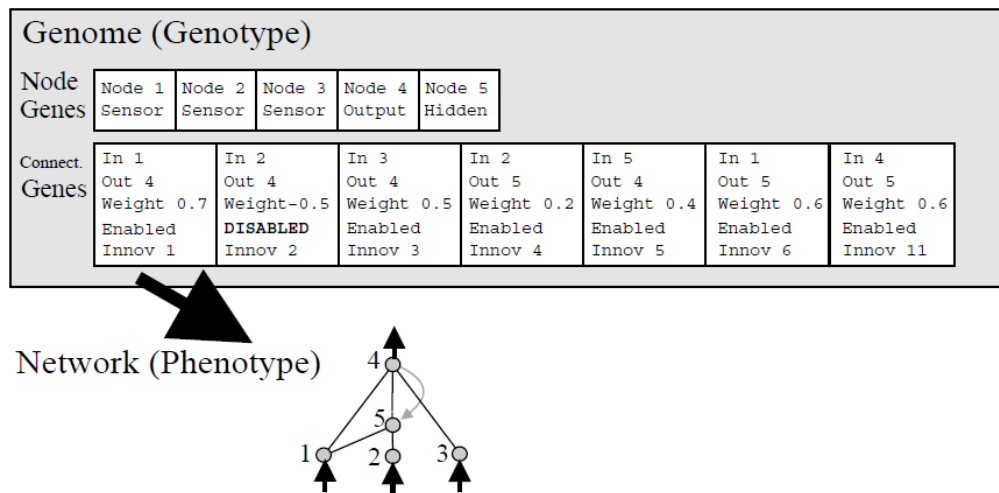 Genome (Genotype)
Node Genes
Node 1 Sensor
Node 2 Sensor
Node 3 Sensor
Node 4 Output
Node 5 Hidden
Connect. Genes
In 1
Out 4
Weight 0.7
Enabled
Innov 1
In 2
Out 4
Weight-0.5
DISABLED
Innov 2
In 3
Out 4
Weight 0.5
Enabled
Innov 3
In 2
Out 5
Weight 0.2
Enabled
Innov 4
In 5
Out 4
Weight 0.4
Enabled
Innov 5
In 1
Out 5
Weight 0.6
Enabled
Innov 6
In 4
Out 5
Weight 0.6
Enabled
Innov 11
Network (Phenotype)
4
5
1
2
3